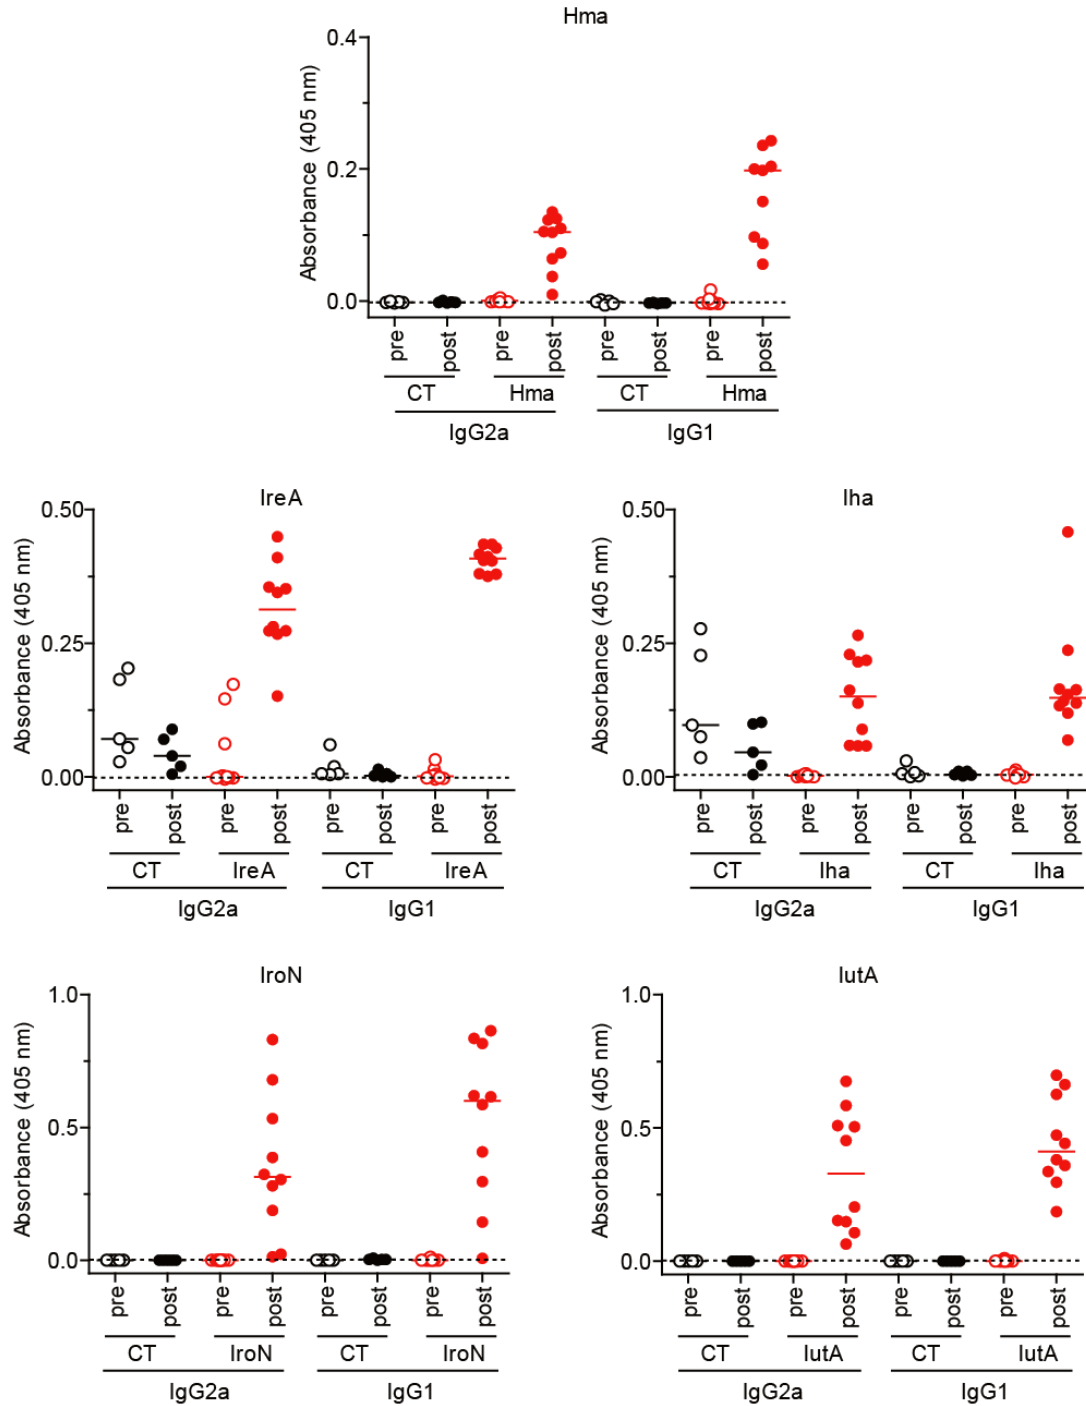 Hma
Absorbance (405 nm)
0.4
0.2
0.0
pre post pre post pre post pre post
CT Hma CT Hma
IgG2a IgG1
IreA
Absorbance (405 nm)
0.50
0.25
0.00
pre post pre post pre post pre post
CT IreA CT IreA
IgG2a IgG1
Iha
Absorbance (405 nm)
0.50
0.25
0.00
pre post pre post pre post pre post
CT Iha CT Iha
IgG2a IgG1
IroN
Absorbance (405 nm)
1.0
0.5
0.0
pre post pre post pre post pre post
CT IroN CT IroN
IgG2a IgG1
IutA
Absorbance (405 nm)
1.0
0.5
0.0
pre post pre post pre post pre post
CT IutA CT IutA
IgG2a IgG1